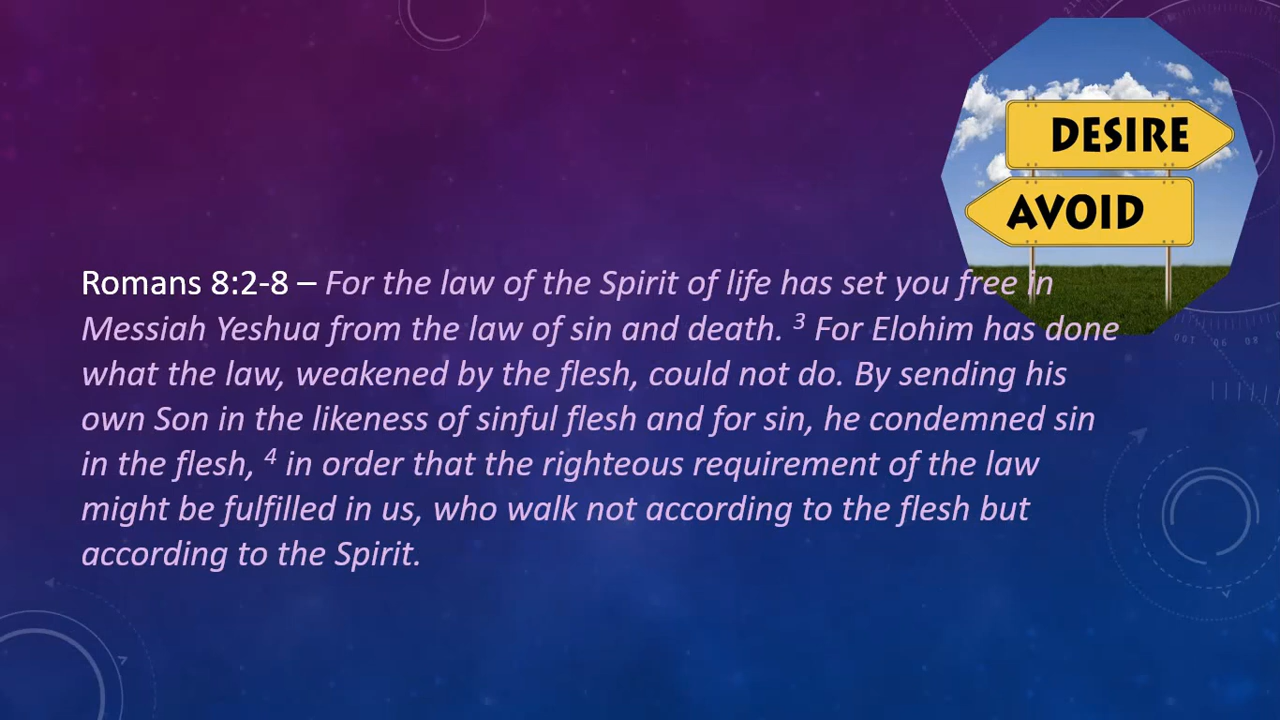 DESIRE
AVOID
Romans 8:2-8 – For the law of the Spirit of life has set you free in
Messiah Yeshua from the law of sin and death. 3 For Elohim has done
what the law, weakened by the flesh, could not do. By sending his
own Son in the likeness of sinful flesh and for sin, he condemned sin
in the flesh, 4 in order that the righteous requirement of the law
might be fulfilled in us, who walk not according to the flesh but
according to the Spirit.